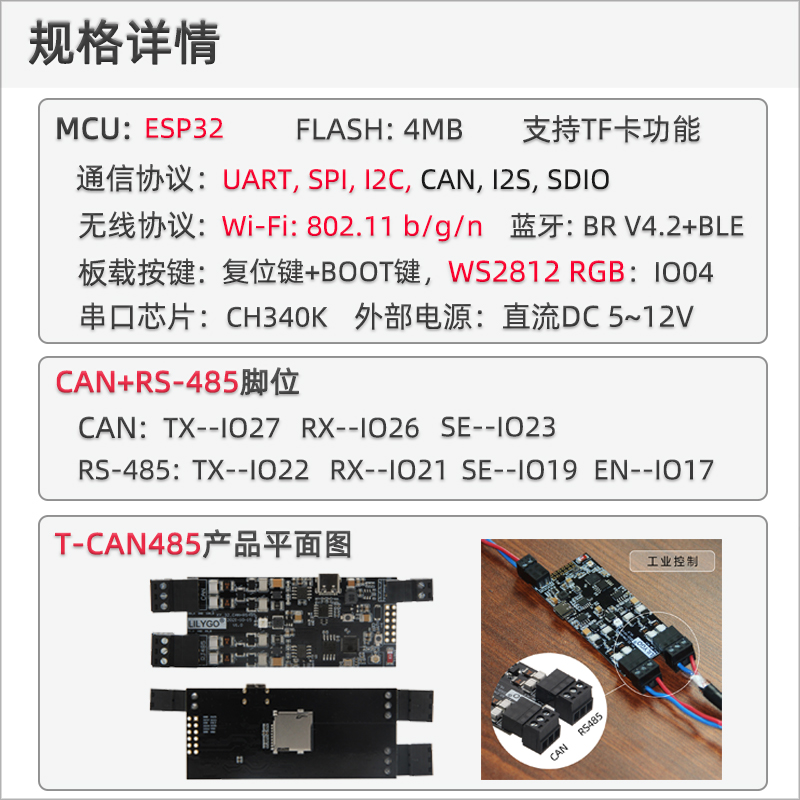 规格详情
MCU: ESP32 FLASH: 4MB 支持TF卡功能
通信协议: UART, SPI, I2C, CAN, I2S, SDIO
无线协议: Wi-Fi: 802.11 b/g/n 蓝牙: BR V4.2+BLE
板载按键: 复位键+BOOT键, WS2812 RGB: IO04
串口芯片: CH340K 外部电源: 直流DC 5~12V
CAN+RS-485脚位
CAN: TX--IO27 RX--IO26 SE--IO23
RS-485: TX--IO22 RX--IO21 SE--IO19 EN--IO17
T-CAN485产品平面图
工业控制
LILYGO
CAN
RS485